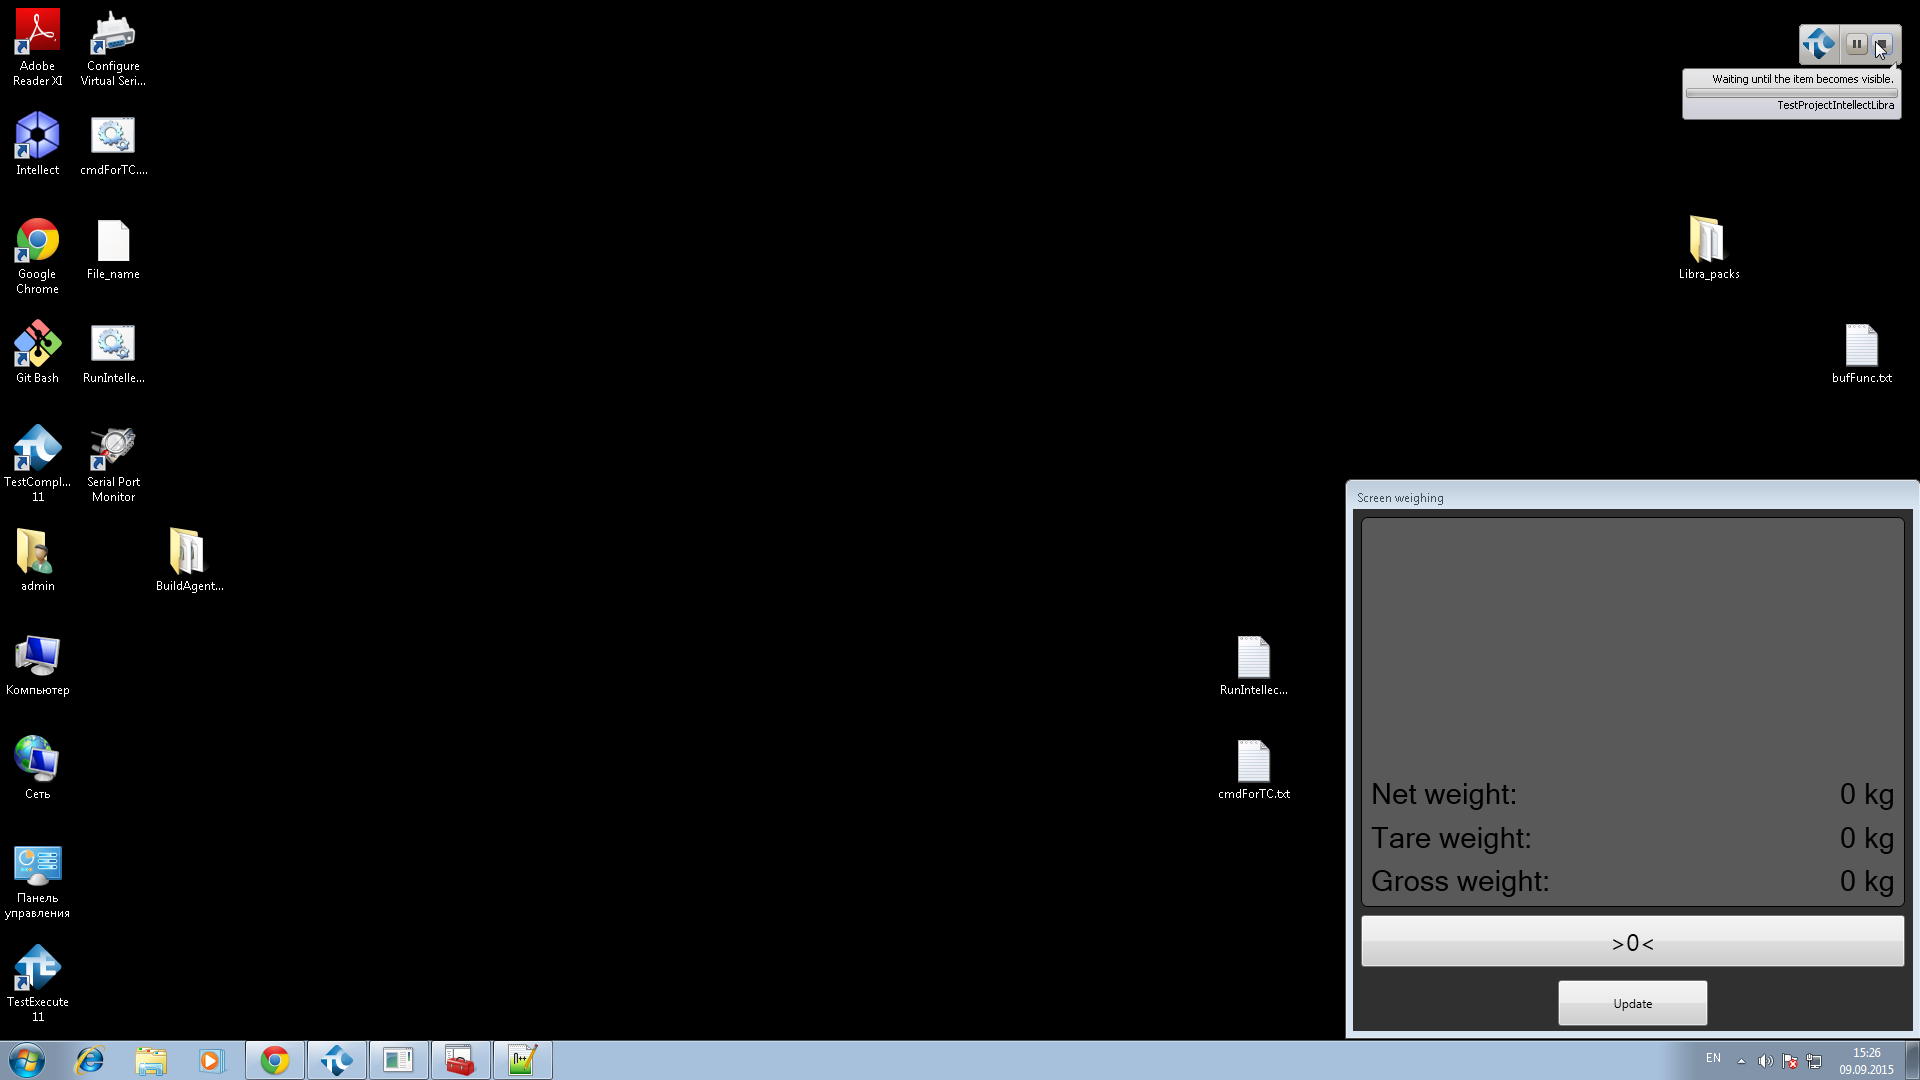 Adobe
Reader XI
Configure
Virtual Seri...
Waiting until the item becomes visible.
TestProjectIntellectLibra
Intellect
cmdForTC....
Google
Chrome
File_name
Libra_packs
Git Bash
RunIntelle...
bufFunc.txt
TestCompl...
11
Serial Port
Monitor
Screen weighing
admin
BuildAgent...
Компьютер
RunIntellec...
Сеть
cmdForTC.txt
Net weight: 0 kg
Tare weight: 0 kg
Gross weight: 0 kg
Панель
управления
>0<
TestExecute
11
Update
EN
15:26
09.09.2015